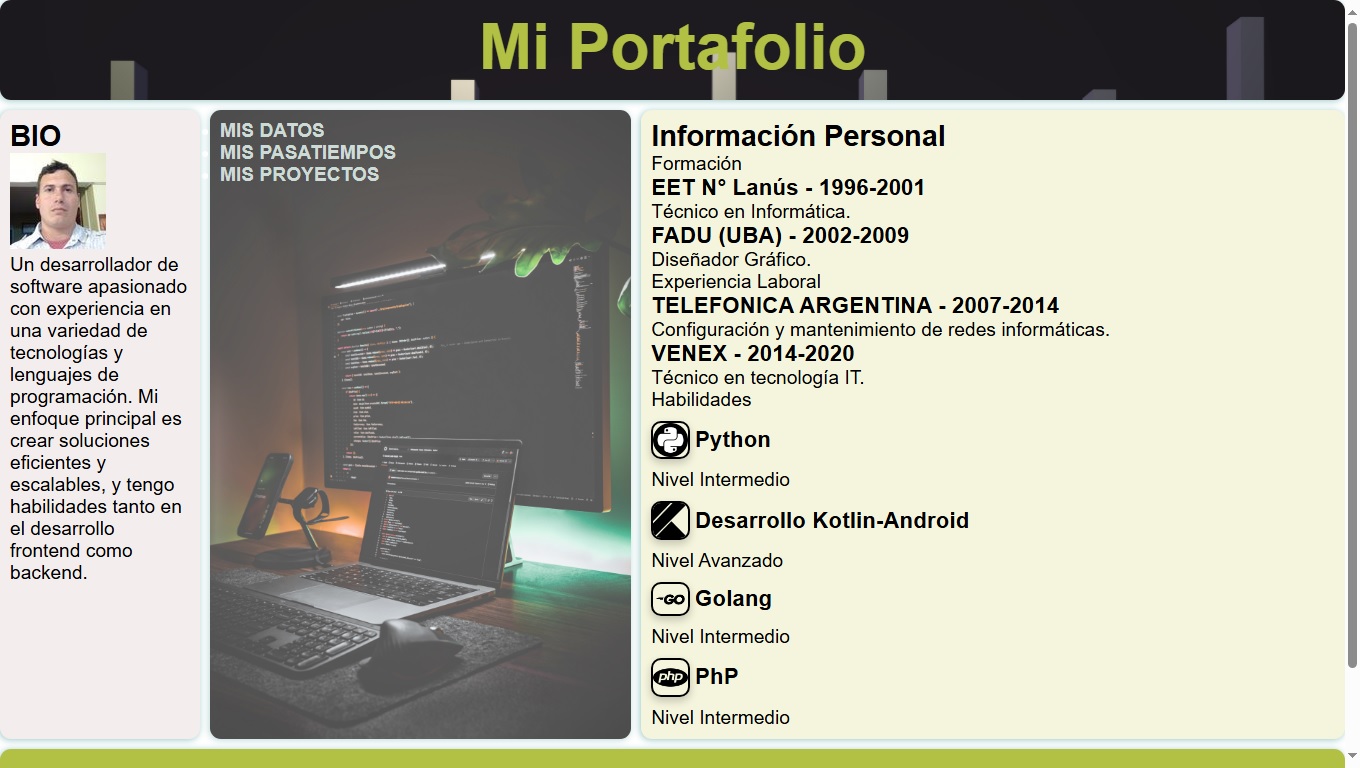 Mi Portafolio
BIO
Un desarrollador de
software apasionado
con experiencia en
una variedad de
tecnologías y
lenguajes de
programación. Mi
enfoque principal es
crear soluciones
eficientes y
escalables, y tengo
habilidades tanto en
el desarrollo
frontend como
backend.
MIS DATOS
MIS PASATIEMPOS
MIS PROYECTOS
Información Personal
Formación
EET N° Lanús - 1996-2001
Técnico en Informática.
FADU (UBA) - 2002-2009
Diseñador Gráfico.
Experiencia Laboral
TELEFONICA ARGENTINA - 2007-2014
Configuración y mantenimiento de redes informáticas.
VENEX - 2014-2020
Técnico en tecnología IT.
Habilidades
Python
Nivel Intermedio
Desarrollo Kotlin-Android
Nivel Avanzado
GO Golang
Nivel Intermedio
php PhP
Nivel Intermedio